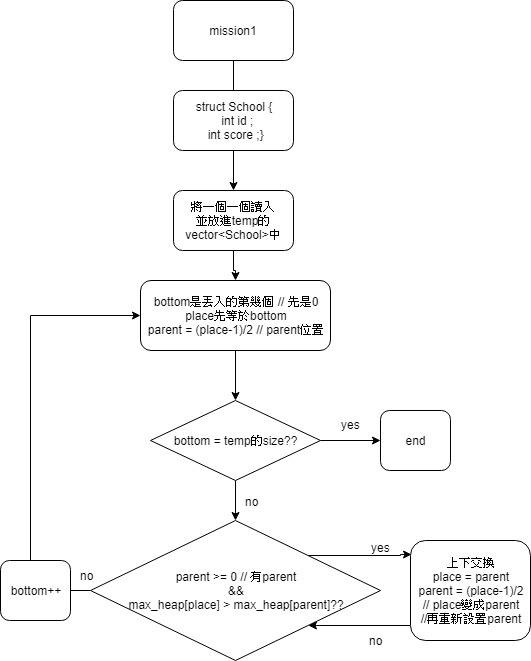 mission1
struct School {
int id ;
int score ;}
將一個一個讀入
並放進temp的
vector<School>中
bottom是丟入的第幾個 // 先是0
place先等於bottom
parent = (place-1)/2 // parent位置
bottom = temp的size??
yes
end
no
parent >= 0 // 有parent
&&
max_heap[place] > max_heap[parent]??
yes
上下交換
place = parent
parent = (place-1)/2
// place變成parent
//再重新設置parent
no
no
bottom++